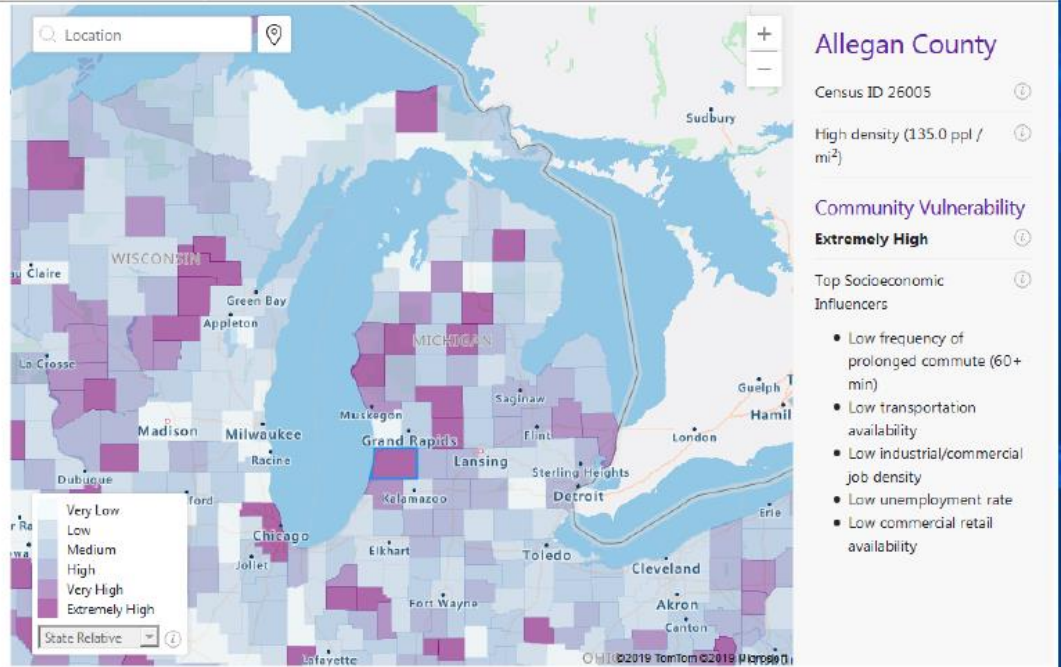 Location
+
−
Sudbury
WISCONSIN
Claire
Green Bay
Appleton
La Crosse
MICHIGAN
Saginaw
Guelph
Hamil
Muskegon
Madison
Milwaukee
Grand Rapids
Flint
London
Racine
Lansing
Sterling Heights
Dubuque
Kalamazoo
Detroit
ford
Erie
Chicago
Joliet
Elkhart
Toledo
Cleveland
Fort Wayne
Akron
Canton
Lafayette
©2019 TomTom ©2019
Very Low
Low
Medium
High
Very High
Extremely High
State Relative
Allegan County
Census ID 26005
High density (135.0 ppl /
mi²)
Community Vulnerability
Extremely High
Top Socioeconomic
Influencers
• Low frequency of
prolonged commute (60+
min)
• Low transportation
availability
• Low industrial/commercial
job density
• Low unemployment rate
• Low commercial retail
availability